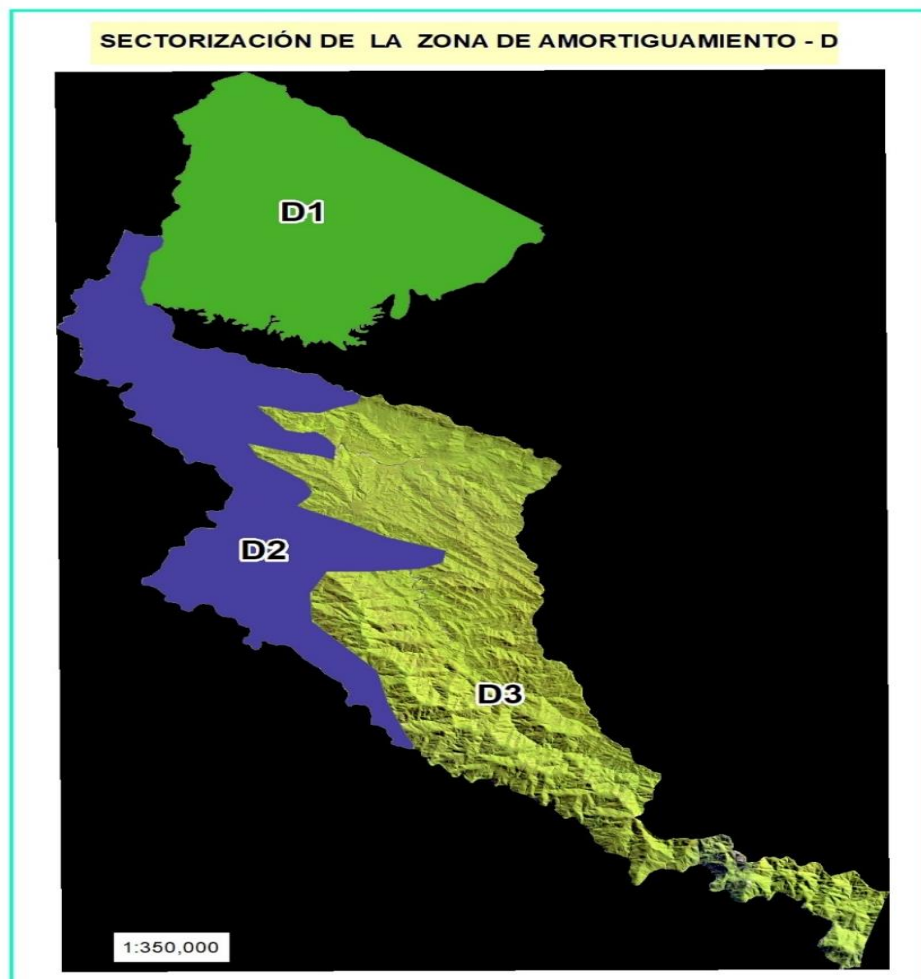 SECTORIZACIÓN DE LA ZONA DE AMORTIGUAMIENTO - D
D1
D2
D3
1:350,000